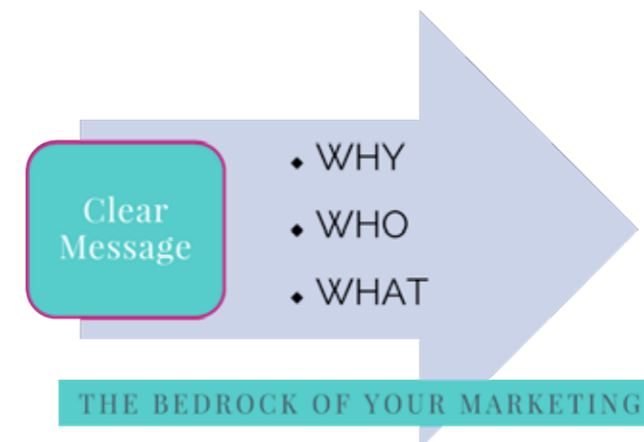 Clear
Message
WHY
WHO
WHAT
THE BEDROCK OF YOUR MARKETING